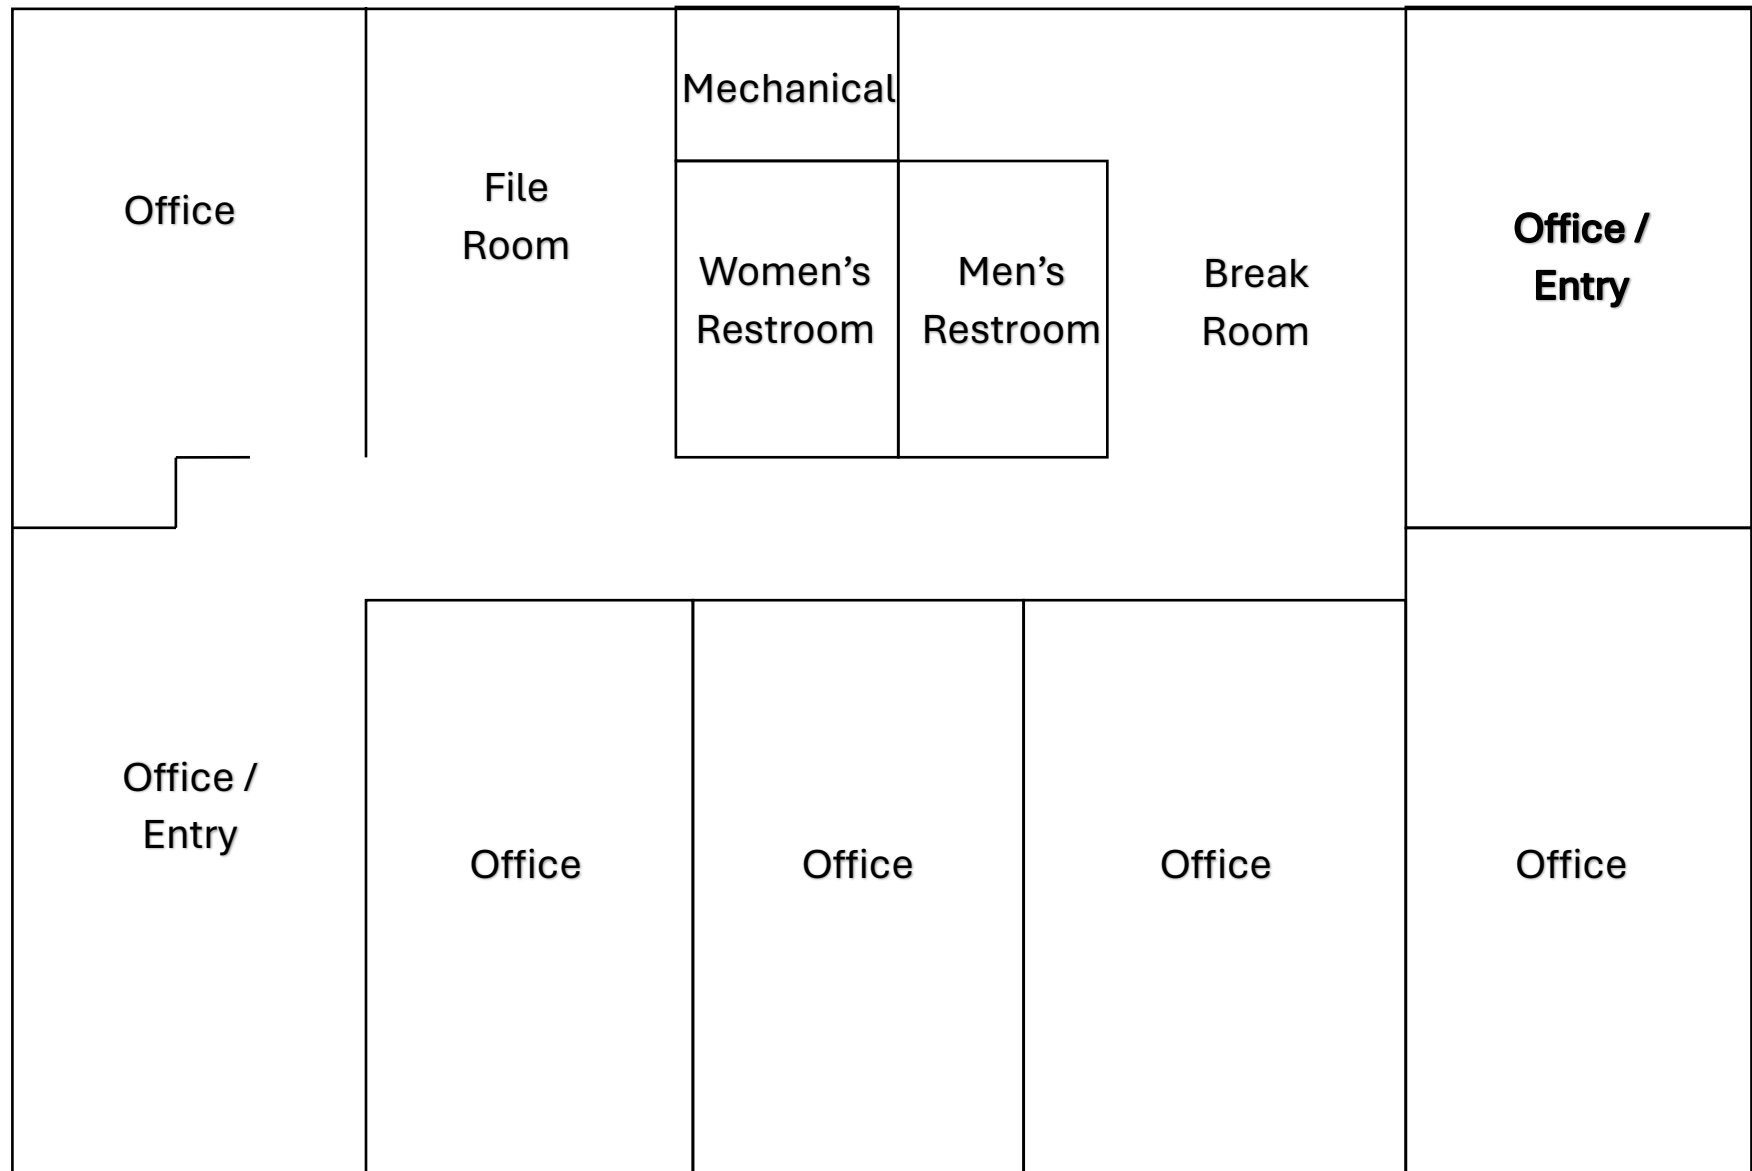 Mechanical
Office
File
Room
Women’s
Restroom
Men’s
Restroom
Break
Room
Office /
Entry
Office /
Entry
Office
Office
Office
Office